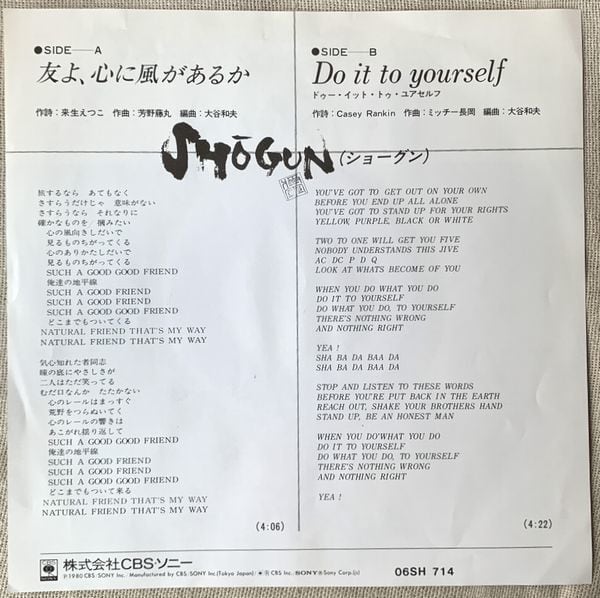 ●SIDE——A
友よ、心に風があるか
作詩：来生えつこ 作曲：芳野藤丸 編曲：大谷和夫
●SIDE——B
Do it to yourself
ドゥー・イット・トゥ・ユアセルフ
作詩：Casey Rankin 作曲：ミッチー長岡 編曲：大谷和夫
SHŌGUN(ショーグン)
旅するなら あてもなく
さすらうだけじゃ 意味がない
さすらうなら それなりに
確かなものを 掴みたい
心の風向きしだいで
見るものちがってくる
心のありかたしだいで
見るものちがってくる
SUCH A GOOD GOOD FRIEND
俺達の地平線
SUCH A GOOD GOOD FRIEND
SUCH A GOOD GOOD FRIEND
SUCH A GOOD GOOD FRIEND
どこまでもついてくる
NATURAL FRIEND THAT'S MY WAY
NATURAL FRIEND THAT'S MY WAY
気心知れた者同志
瞳の底にやさしさが
二人はただ笑ってる
むだ口なんか たたかない
心のレールはまっすぐ
荒野をつらぬいてく
心のレールの響きは
あこがれ揺り返して
SUCH A GOOD GOOD FRIEND
俺達の地平線
SUCH A GOOD GOOD FRIEND
SUCH A GOOD GOOD FRIEND
SUCH A GOOD GOOD FRIEND
どこまでもついて来る
NATURAL FRIEND THAT'S MY WAY
NATURAL FRIEND THAT'S MY WAY
(4:06)
YOU'VE GOT TO GET OUT ON YOUR OWN
BEFORE YOU END UP ALL ALONE
YOU'VE GOT TO STAND UP FOR YOUR RIGHTS
YELLOW, PURPLE, BLACK OR WHITE
TWO TO ONE WILL GET YOU FIVE
NOBODY UNDERSTANDS THIS JIVE
AC DC P D Q
LOOK AT WHATS BECOME OF YOU
WHEN YOU DO WHAT YOU DO
DO IT TO YOURSELF
DO WHAT YOU DO, TO YOURSELF
THERE'S NOTHING WRONG
AND NOTHING RIGHT
YEA !
SHA BA DA BAA DA
SHA BA DA BAA DA
STOP AND LISTEN TO THESE WORDS
BEFORE YOU'RE PUT BACK IN THE EARTH
REACH OUT, SHAKE YOUR BROTHERS HAND
STAND UP, BE AN HONEST MAN
WHEN YOU DO'WHAT YOU DO
DO IT TO YOURSELF
DO WHAT YOU DO, TO YOURSELF
THERE'S NOTHING WRONG
AND NOTHING RIGHT
YEA !
(4:22)
株式会社CBS・ソニー
℗1980 CBS/SONY Inc./Manufactured by CBS/SONY Inc.(Tokyo Japan)/ CBS Inc. SONY®Sony Corp.(js)
06SH 714